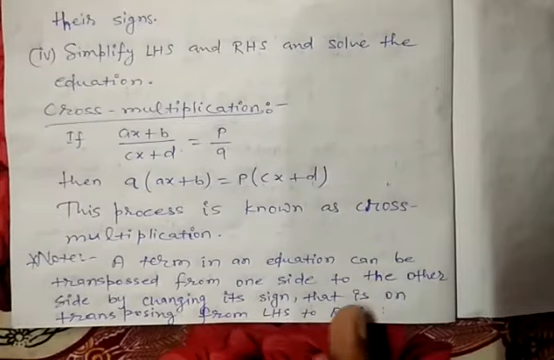 their signs.
(iv) Simplify LHS and RHS and solve the
equation.
Cross-multiplication:-
If (ax+b)/(cx+d) = p/q
then q(ax+b) = p(cx+d)
This process is known as cross-
multiplication.
*Note:- A term in an equation can be
transpossed from one side to the other
side by changing its sign, that is on
transposing from LHS to